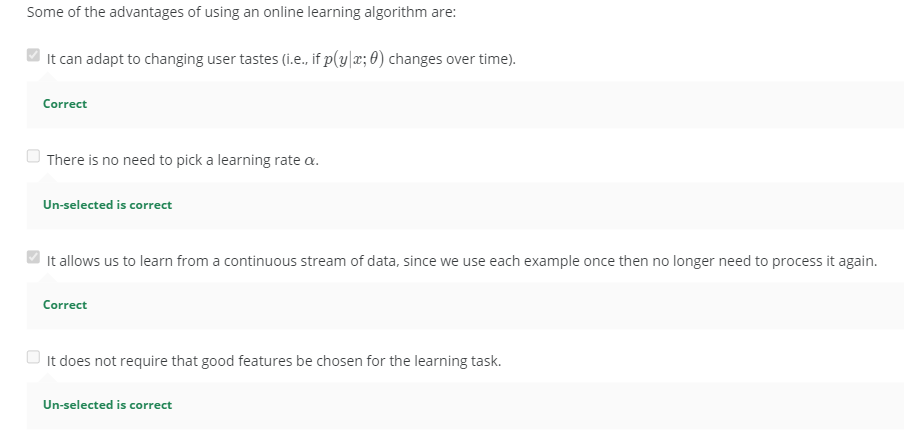 Some of the advantages of using an online learning algorithm are:
It can adapt to changing user tastes (i.e., if p(y|x; θ) changes over time).
Correct
There is no need to pick a learning rate α.
Un-selected is correct
It allows us to learn from a continuous stream of data, since we use each example once then no longer need to process it again.
Correct
It does not require that good features be chosen for the learning task.
Un-selected is correct